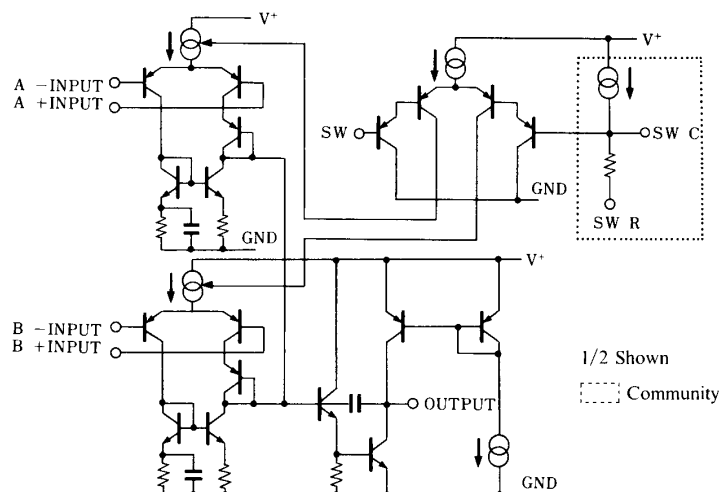 V+
A -INPUT
A +INPUT
GND
V+
SW
SW C
GND
SW R
V+
B -INPUT
B +INPUT
OUTPUT
GND
1/2 Shown
Community